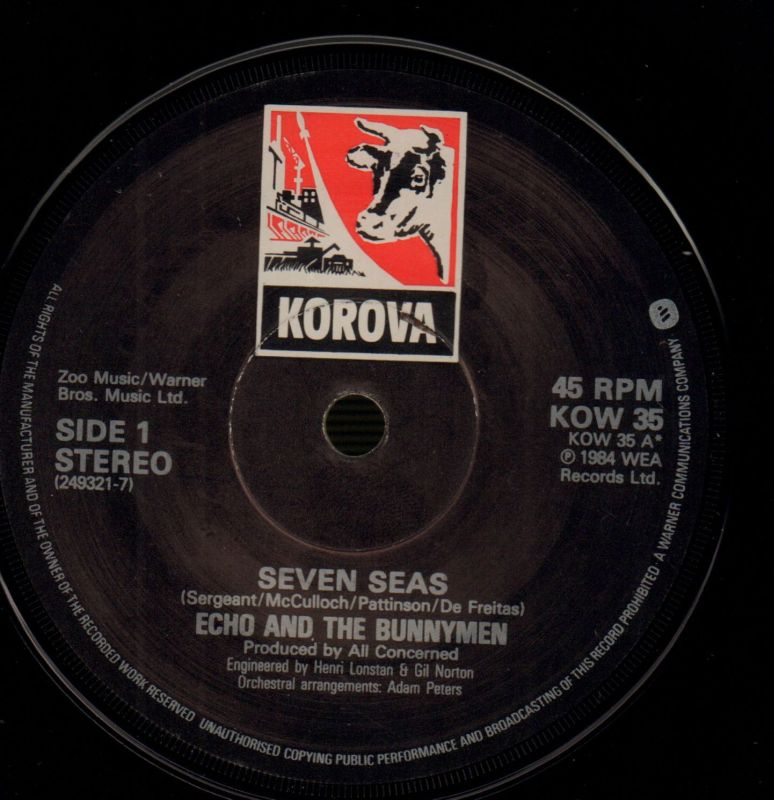 KOROVA
Zoo Music/Warner
Bros. Music Ltd.
SIDE 1
STEREO
(249321-7)
45 RPM
KOW 35
KOW 35 A*
Ⓟ 1984 WEA
Records Ltd.
SEVEN SEAS
(Sergeant/McCulloch/Pattinson/De Freitas)
ECHO AND THE BUNNYMEN
Produced by All Concerned
Engineered by Henri Lonstan & Gil Norton
Orchestral arrangements: Adam Peters
ALL RIGHTS OF THE MANUFACTURER AND OF THE OWNER OF THE RECORDED WORK RESERVED UNAUTHORISED COPYING PUBLIC PERFORMANCE AND BROADCASTING OF THIS RECORD PROHIBITED · A WARNER COMMUNICATIONS COMPANY